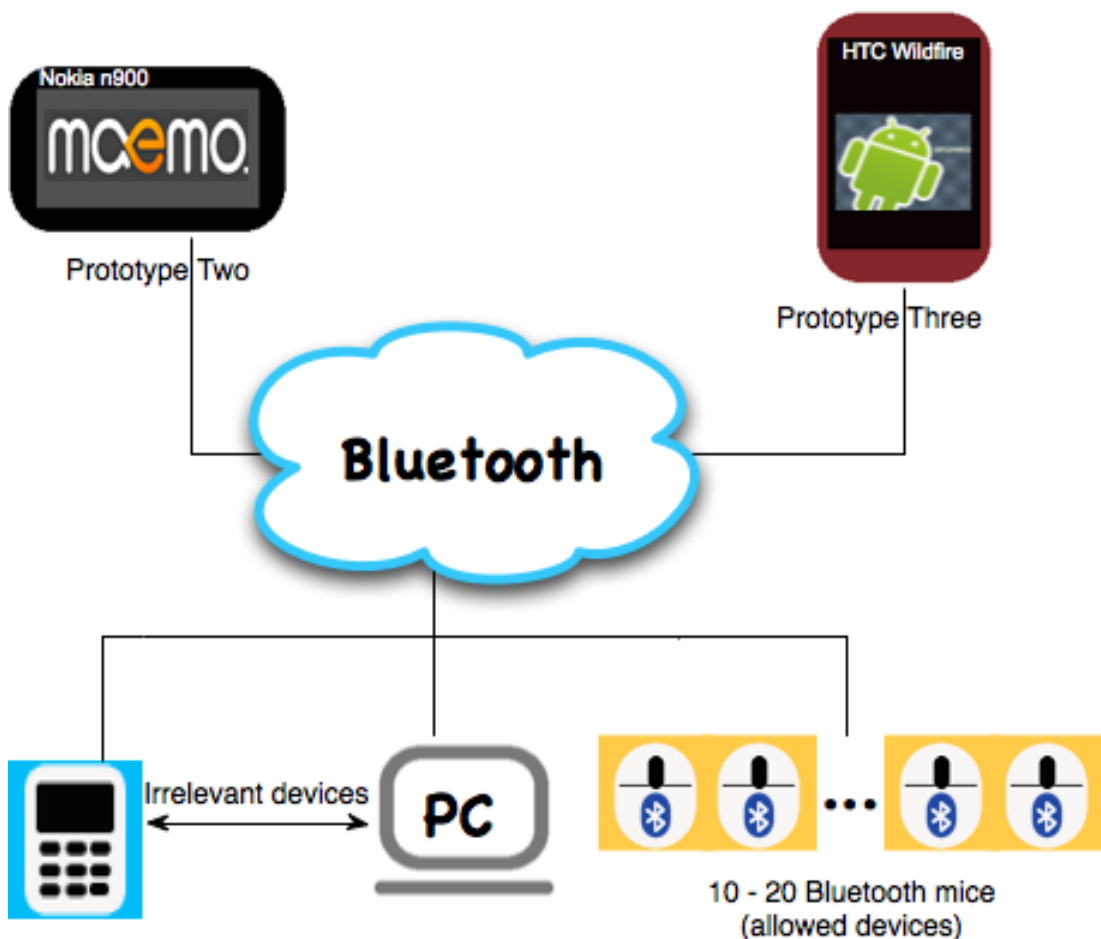 Nokia n900
maemo.
HTC Wildfire
Prototype Two
Prototype Three
Bluetooth
Irrelevant devices
PC
10 - 20 Bluetooth mice
(allowed devices)